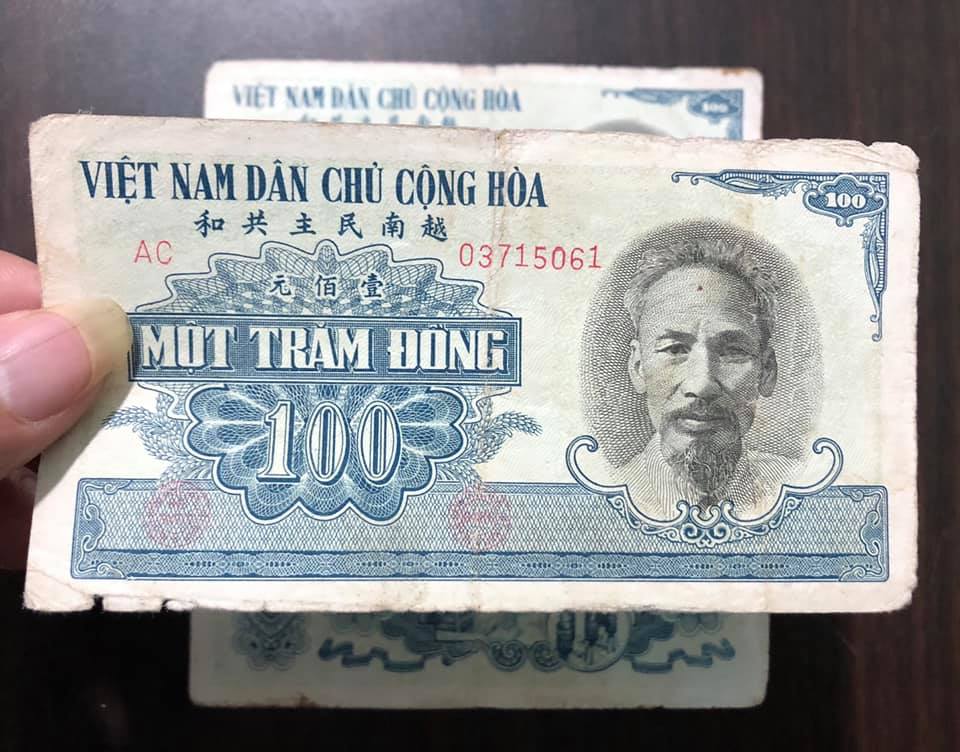 VIỆT NAM DÂN CHỦ CỘNG HÒA
100
VIỆT NAM DÂN CHỦ CỘNG HÒA
和共主民南越
100
AC 03715061
元佰壹
MỘT TRĂM ĐỒNG
100